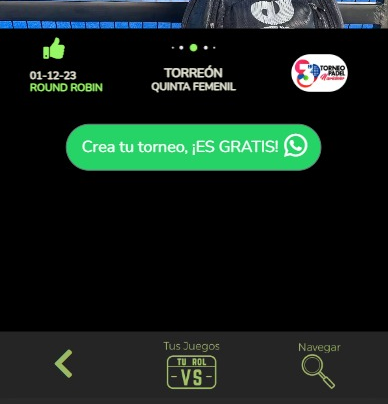 01-12-23
ROUND ROBIN
TORREÓN
QUINTA FEMENIL
TORNEO
PADEL
Navideño
Crea tu torneo, ¡ES GRATIS!
Tus Juegos
TU ROL
-VS-
Navegar